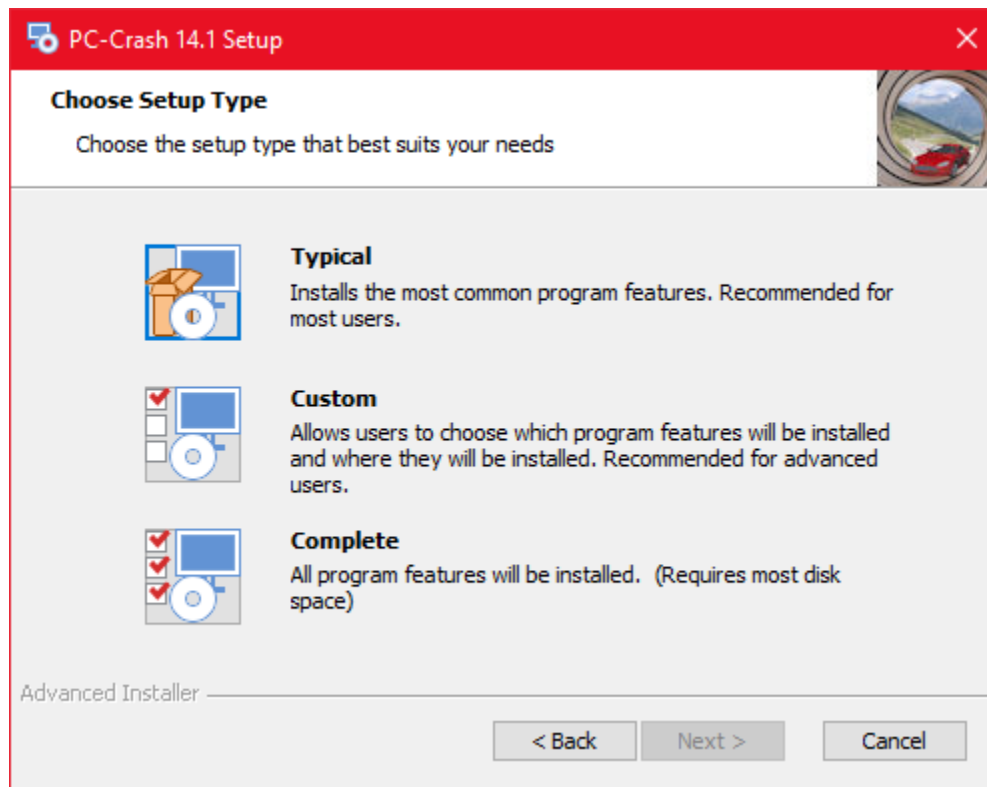 PC-Crash 14.1 Setup
Choose Setup Type
Choose the setup type that best suits your needs
Typical
Installs the most common program features. Recommended for
most users.
Custom
Allows users to choose which program features will be installed
and where they will be installed. Recommended for advanced
users.
Complete
All program features will be installed.  (Requires most disk
space)
Advanced Installer
< Back
Next >
Cancel